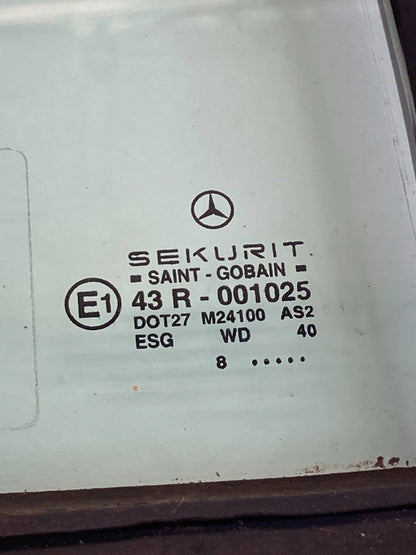 SEKURIT
= SAINT - GOBAIN =
E1 43 R - 001025
DOT27 M24100 AS2
ESG WD 40
8 .....